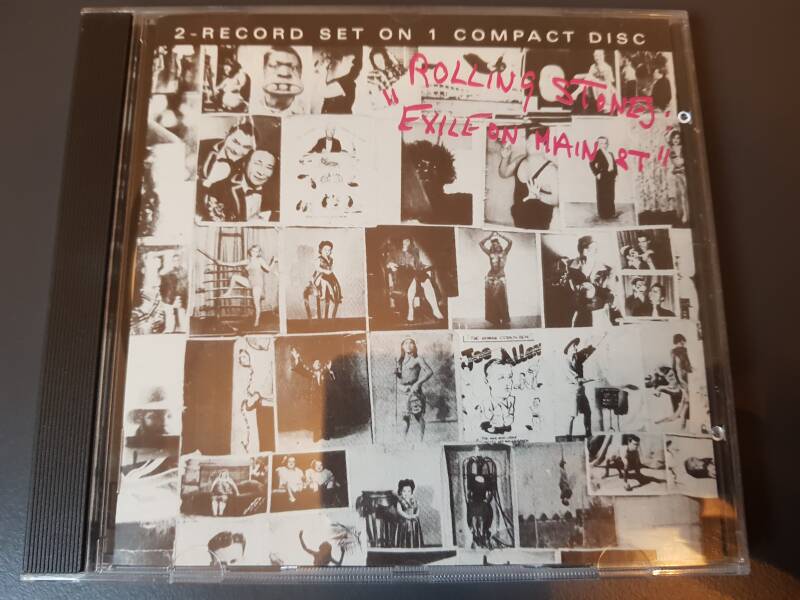 2-RECORD SET ON 1 COMPACT DISC
ROLLING STONES
"EXILE ON MAIN ST"
Joe Allen